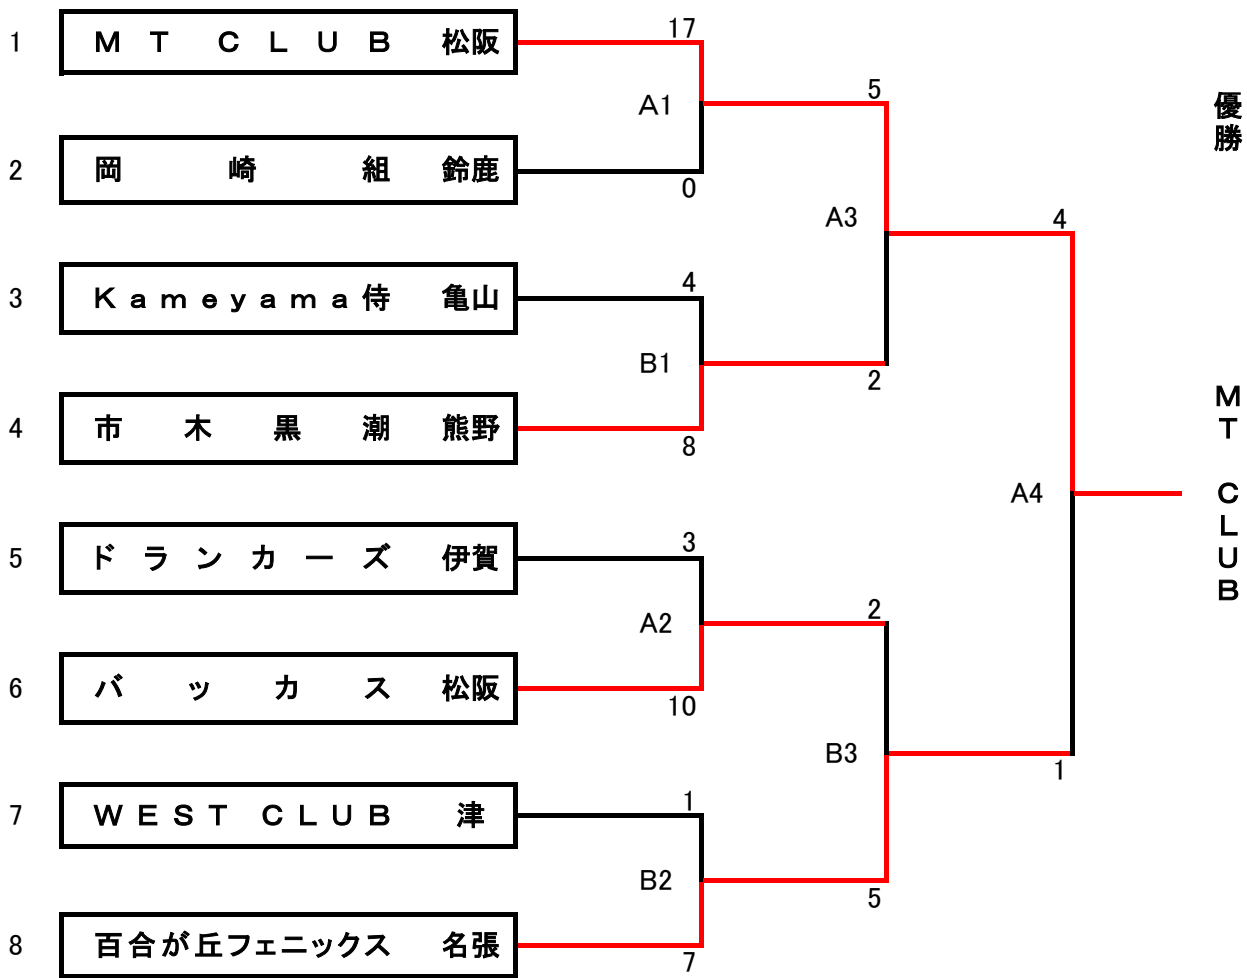 1 MT CLUB 松阪
17
A1
2 岡崎組 鈴鹿
0
5
A3
3 Kameyama侍 亀山
4
B1
2
4 市木黒潮 熊野
8
4
A4
5 ドランカーズ 伊賀
3
A2
2
6 バッカス 松阪
10
B3
1
7 WEST CLUB 津
1
B2
5
8 百合が丘フェニックス 名張
7
優勝
MT CLUB